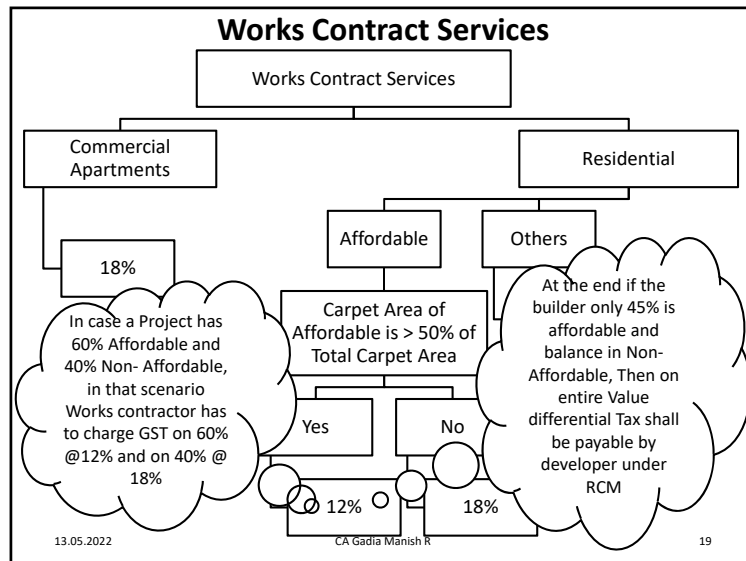 Works Contract Services
Works Contract Services
Commercial
Apartments
Residential
Affordable
Others
18%
Carpet Area of
Affordable is > 50% of
Total Carpet Area
In case a Project has
60% Affordable and
40% Non- Affordable,
in that scenario
Works contractor has
to charge GST on 60%
@12% and on 40% @
18%
At the end if the
builder only 45% is
affordable and
balance in Non-
Affordable, Then on
entire Value
differential Tax shall
be payable by
developer under
RCM
Yes
No
12%
18%
13.05.2022
CA Gadia Manish R
19